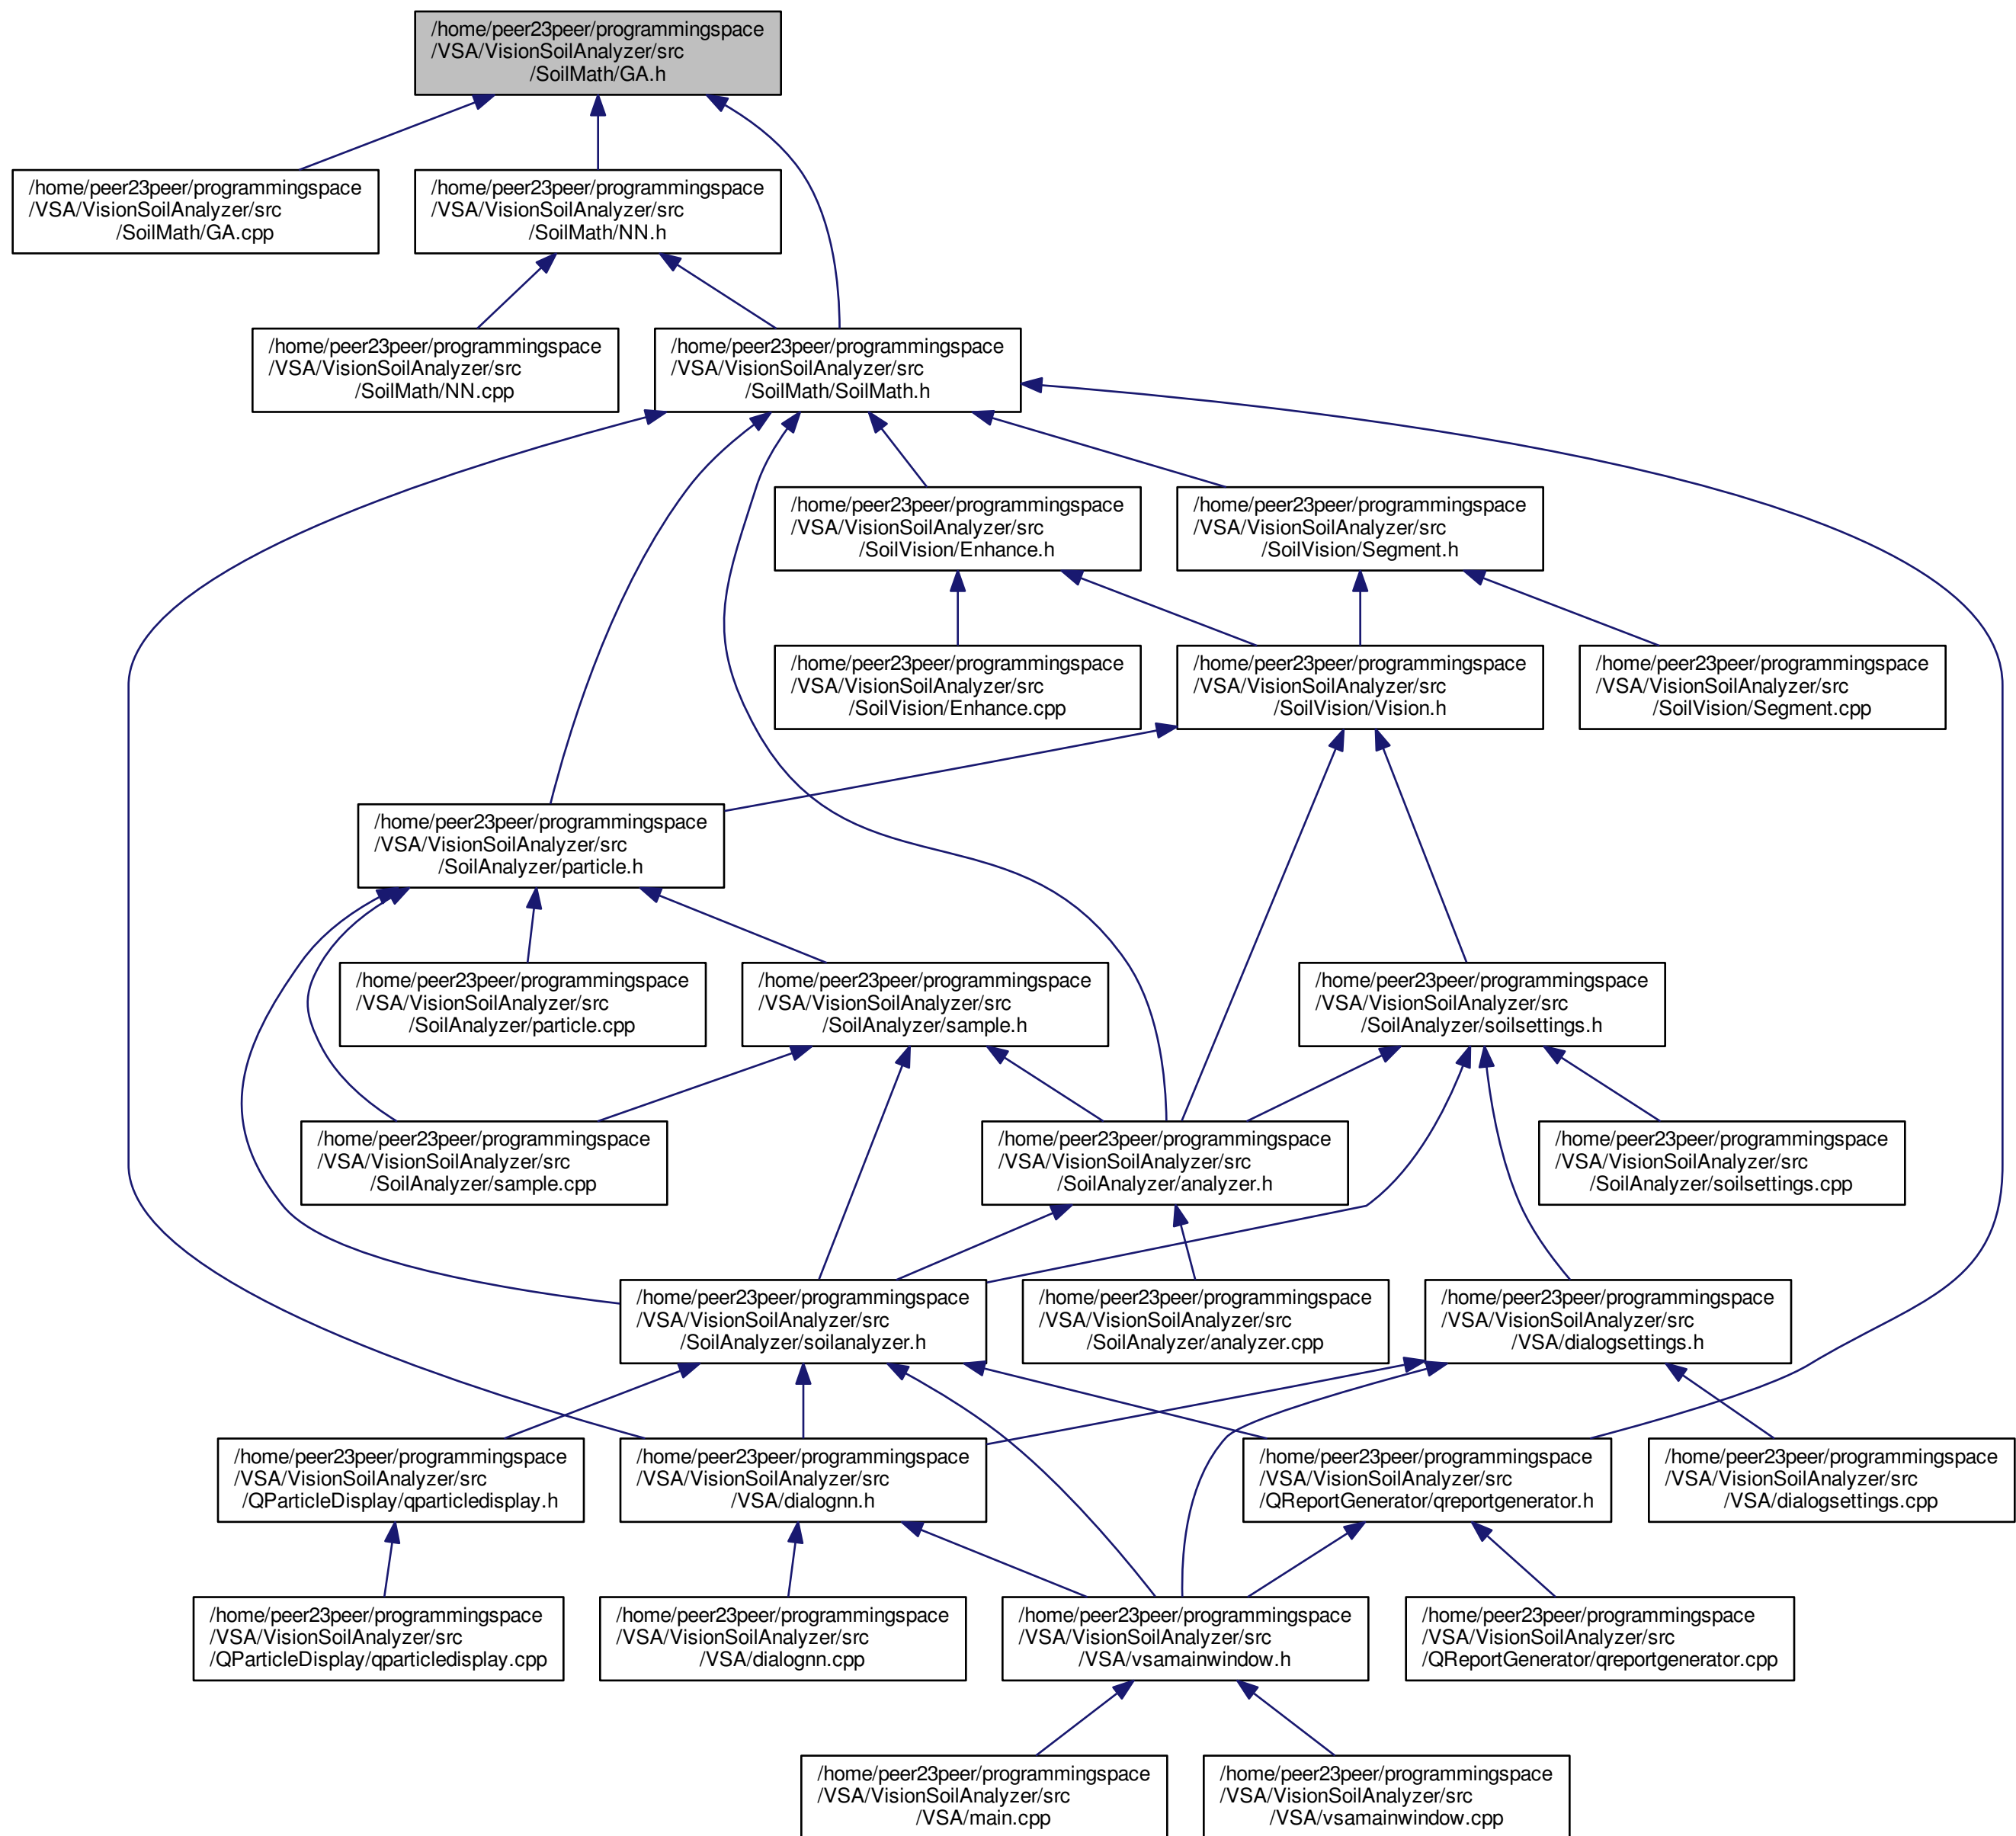 /home/peer23peer/programmingspace
/VSA/VisionSoilAnalyzer/src
/SoilMath/GA.h
/home/peer23peer/programmingspace
/VSA/VisionSoilAnalyzer/src
/SoilMath/GA.cpp
/home/peer23peer/programmingspace
/VSA/VisionSoilAnalyzer/src
/SoilMath/NN.h
/home/peer23peer/programmingspace
/VSA/VisionSoilAnalyzer/src
/SoilMath/NN.cpp
/home/peer23peer/programmingspace
/VSA/VisionSoilAnalyzer/src
/SoilMath/SoilMath.h
/home/peer23peer/programmingspace
/VSA/VisionSoilAnalyzer/src
/SoilVision/Enhance.h
/home/peer23peer/programmingspace
/VSA/VisionSoilAnalyzer/src
/SoilVision/Segment.h
/home/peer23peer/programmingspace
/VSA/VisionSoilAnalyzer/src
/SoilVision/Enhance.cpp
/home/peer23peer/programmingspace
/VSA/VisionSoilAnalyzer/src
/SoilVision/Vision.h
/home/peer23peer/programmingspace
/VSA/VisionSoilAnalyzer/src
/SoilVision/Segment.cpp
/home/peer23peer/programmingspace
/VSA/VisionSoilAnalyzer/src
/SoilAnalyzer/particle.h
/home/peer23peer/programmingspace
/VSA/VisionSoilAnalyzer/src
/SoilAnalyzer/particle.cpp
/home/peer23peer/programmingspace
/VSA/VisionSoilAnalyzer/src
/SoilAnalyzer/sample.h
/home/peer23peer/programmingspace
/VSA/VisionSoilAnalyzer/src
/SoilAnalyzer/soilsettings.h
/home/peer23peer/programmingspace
/VSA/VisionSoilAnalyzer/src
/SoilAnalyzer/sample.cpp
/home/peer23peer/programmingspace
/VSA/VisionSoilAnalyzer/src
/SoilAnalyzer/analyzer.h
/home/peer23peer/programmingspace
/VSA/VisionSoilAnalyzer/src
/SoilAnalyzer/soilsettings.cpp
/home/peer23peer/programmingspace
/VSA/VisionSoilAnalyzer/src
/SoilAnalyzer/soilanalyzer.h
/home/peer23peer/programmingspace
/VSA/VisionSoilAnalyzer/src
/SoilAnalyzer/analyzer.cpp
/home/peer23peer/programmingspace
/VSA/VisionSoilAnalyzer/src
/VSA/dialogsettings.h
/home/peer23peer/programmingspace
/VSA/VisionSoilAnalyzer/src
/QParticleDisplay/qparticledisplay.h
/home/peer23peer/programmingspace
/VSA/VisionSoilAnalyzer/src
/VSA/dialognn.h
/home/peer23peer/programmingspace
/VSA/VisionSoilAnalyzer/src
/QReportGenerator/qreportgenerator.h
/home/peer23peer/programmingspace
/VSA/VisionSoilAnalyzer/src
/VSA/dialogsettings.cpp
/home/peer23peer/programmingspace
/VSA/VisionSoilAnalyzer/src
/QParticleDisplay/qparticledisplay.cpp
/home/peer23peer/programmingspace
/VSA/VisionSoilAnalyzer/src
/VSA/dialognn.cpp
/home/peer23peer/programmingspace
/VSA/VisionSoilAnalyzer/src
/VSA/vsamainwindow.h
/home/peer23peer/programmingspace
/VSA/VisionSoilAnalyzer/src
/QReportGenerator/qreportgenerator.cpp
/home/peer23peer/programmingspace
/VSA/VisionSoilAnalyzer/src
/VSA/main.cpp
/home/peer23peer/programmingspace
/VSA/VisionSoilAnalyzer/src
/VSA/vsamainwindow.cpp